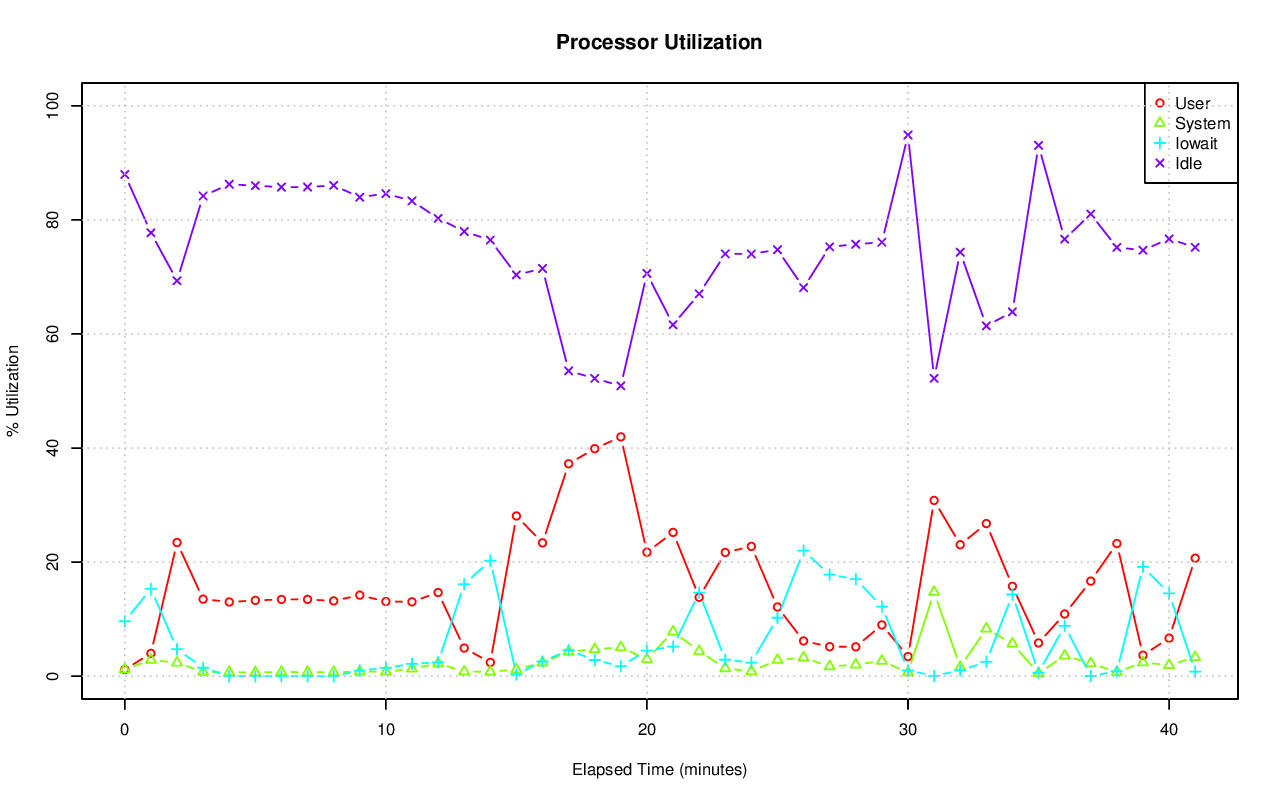 Processor Utilization
% Utilization
100
80
60
40
20
0
User
System
Iowait
Idle
0 10 20 30 40
Elapsed Time (minutes)